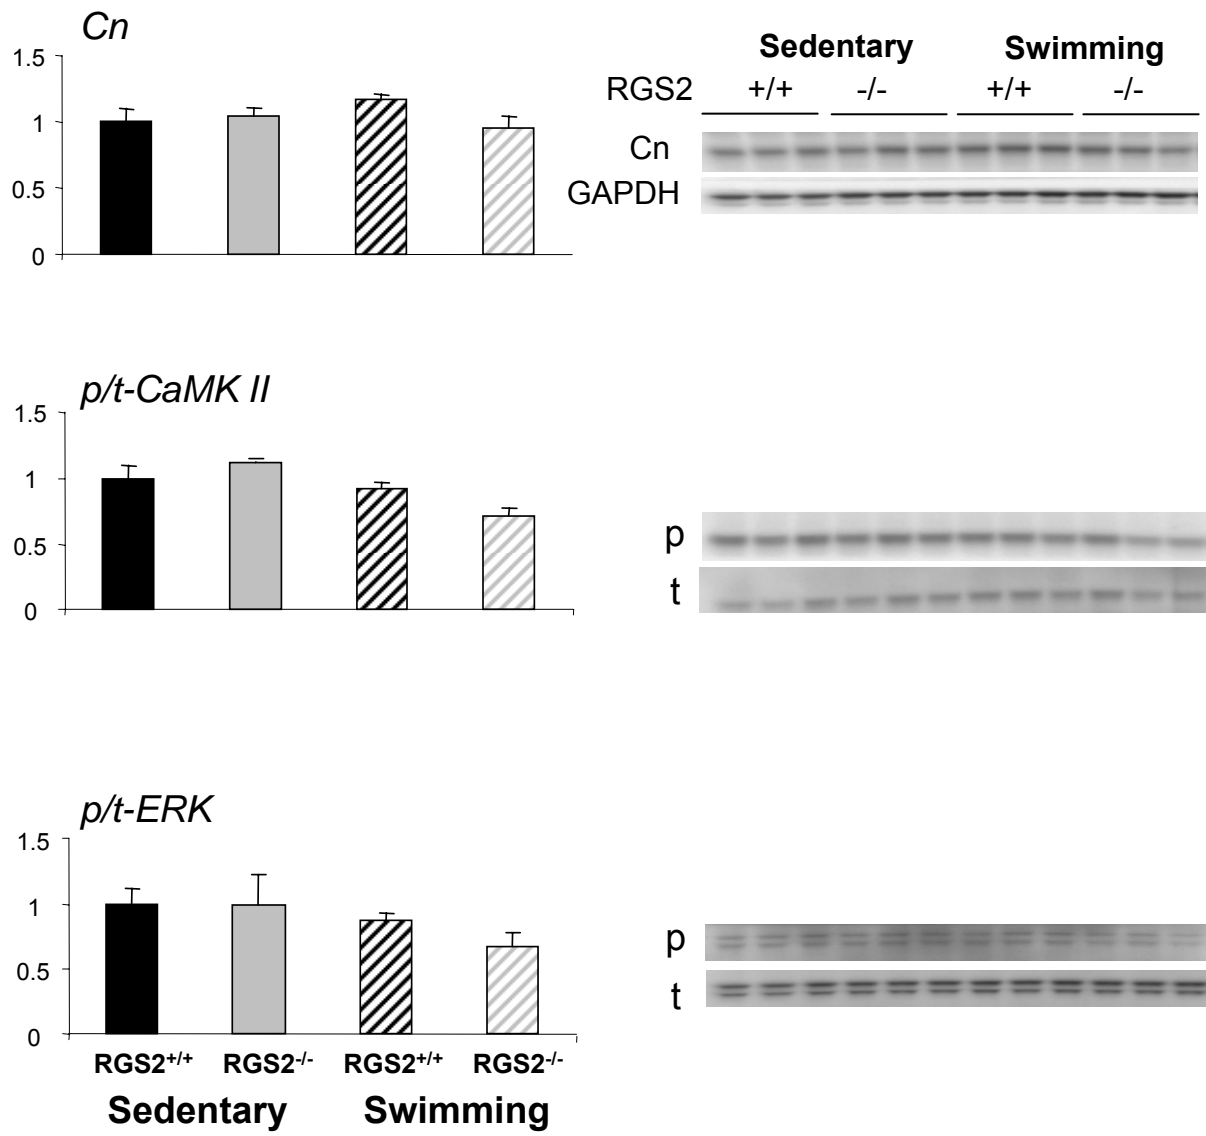 Cn
1.5
1
0.5
0
Sedentary Swimming
RGS2 +/+ -/- +/+ -/-
Cn
GAPDH
p/t-CaMK II
1.5
1
0.5
0
p
t
p/t-ERK
1.5
1
0.5
0
p
t
RGS2+/+ RGS2-/- RGS2+/+ RGS2-/-
Sedentary Swimming